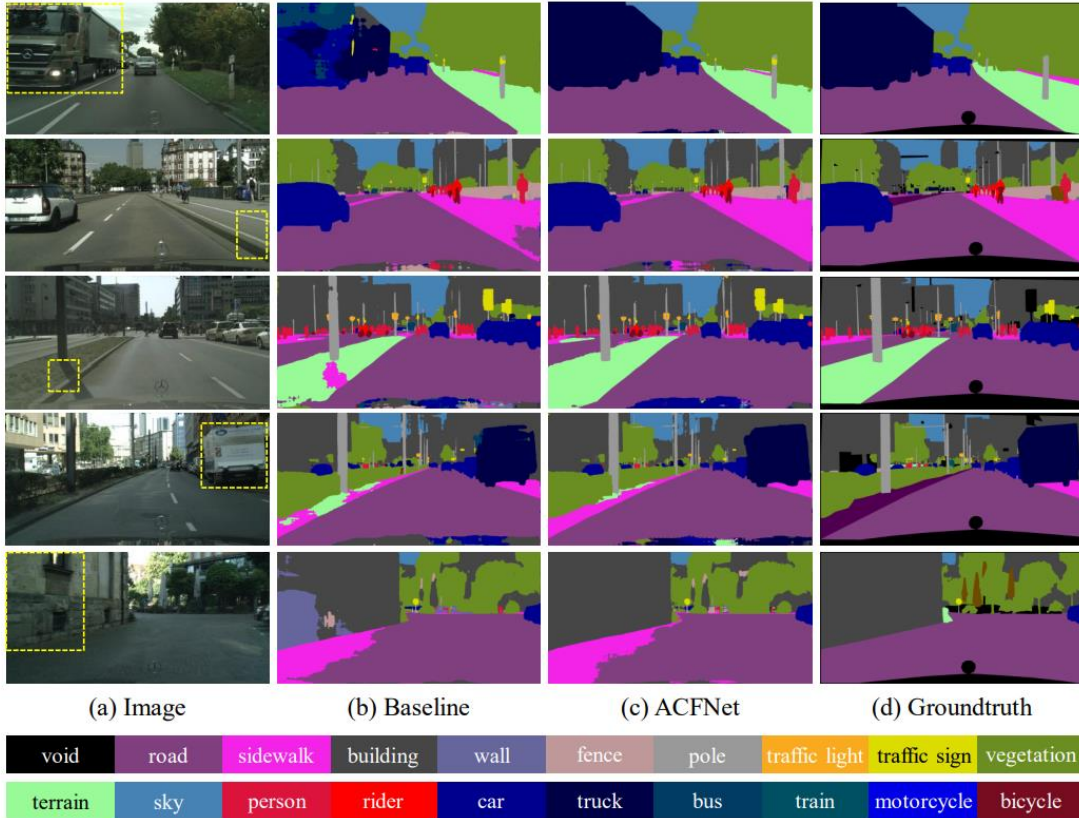 (a) Image (b) Baseline (c) ACFNet (d) Groundtruth
void road sidewalk building wall fence pole traffic light traffic sign vegetation
terrain sky person rider car truck bus train motorcycle bicycle